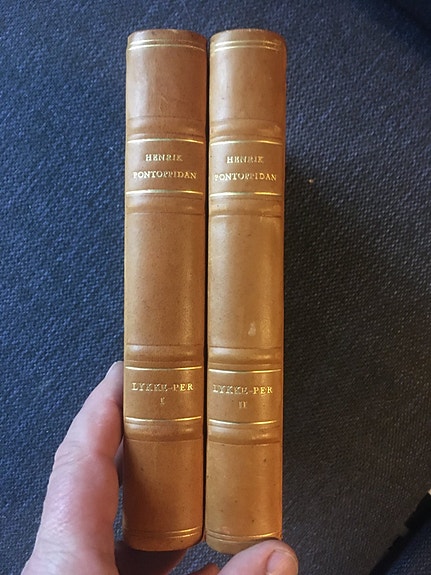 HENRIK
PONTOPPIDAN
LYKKE-PER
I
HENRIK
PONTOPPIDAN
LYKKE-PER
II